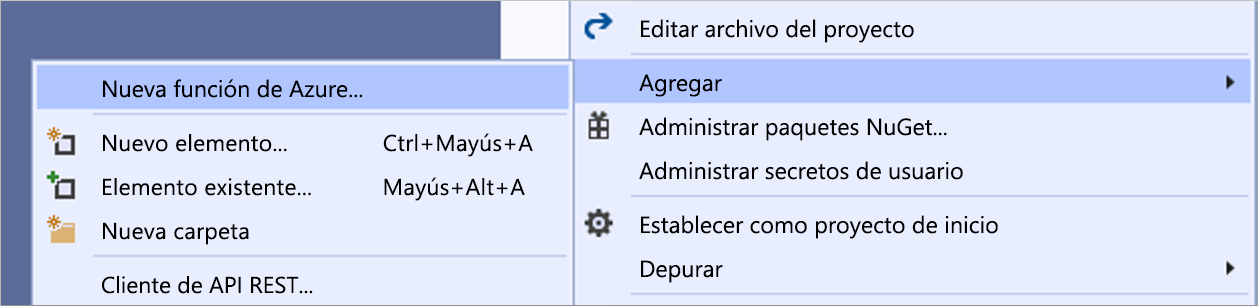 Editar archivo del proyecto
Agregar
Administrar paquetes NuGet...
Administrar secretos de usuario
Establecer como proyecto de inicio
Depurar
Nueva función de Azure...
Nuevo elemento... Ctrl+Mayús+A
Elemento existente... Mayús+Alt+A
Nueva carpeta
Cliente de API REST...